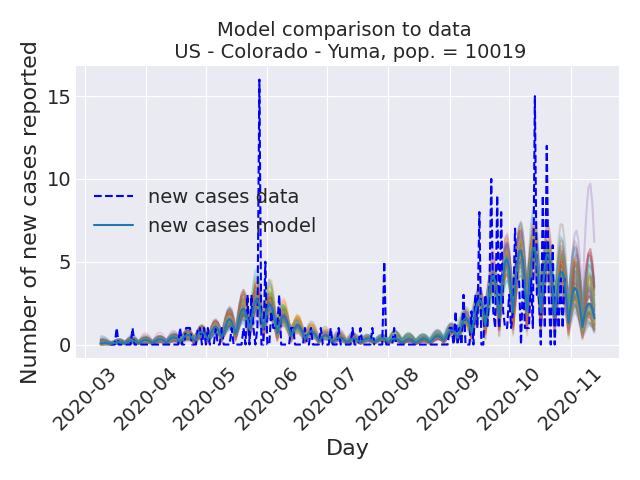 Model comparison to data
US - Colorado - Yuma, pop. = 10019
Number of new cases reported
15
10
5
0
new cases data
new cases model
2020-03
2020-04
2020-05
2020-06
2020-07
2020-08
2020-09
2020-10
2020-11
Day